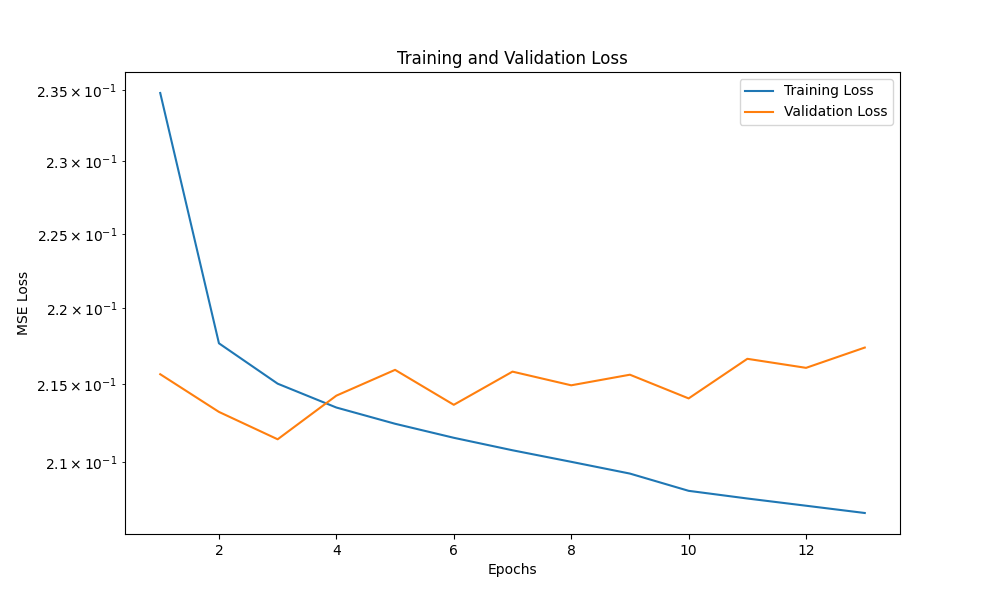 Training and Validation Loss
Training Loss
Validation Loss
MSE Loss
2.35 × 10⁻¹
2.3 × 10⁻¹
2.25 × 10⁻¹
2.2 × 10⁻¹
2.15 × 10⁻¹
2.1 × 10⁻¹
2 4 6 8 10 12
Epochs